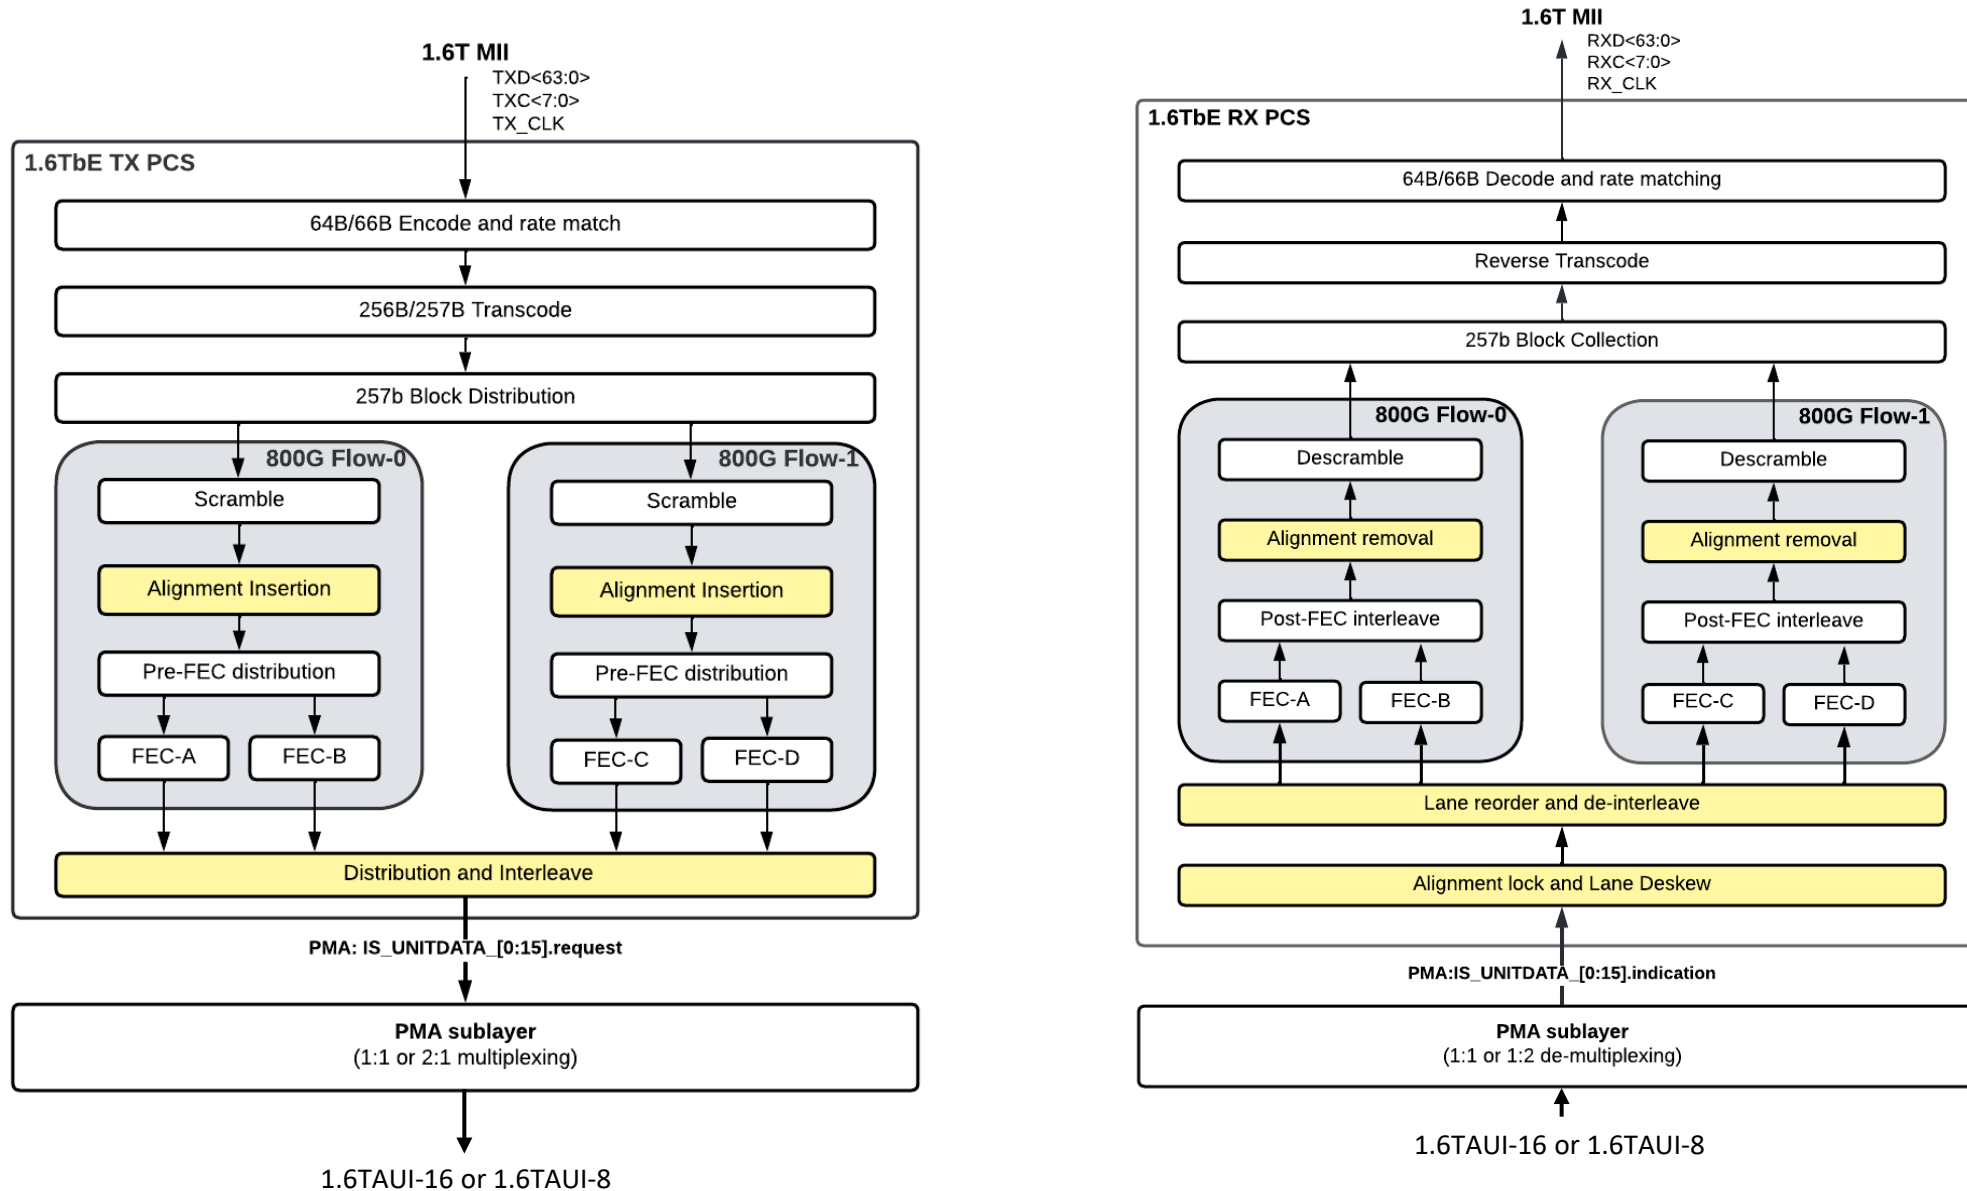 1.6T MII
TXD<63:0>
TXC<7:0>
TX_CLK
1.6TbE TX PCS
64B/66B Encode and rate match
256B/257B Transcode
257b Block Distribution
800G Flow-0
Scramble
Alignment Insertion
Pre-FEC distribution
FEC-A
FEC-B
800G Flow-1
Scramble
Alignment Insertion
Pre-FEC distribution
FEC-C
FEC-D
Distribution and Interleave
PMA: IS_UNITDATA_[0:15].request
PMA sublayer
(1:1 or 2:1 multiplexing)
1.6TAUI-16 or 1.6TAUI-8
1.6T MII
RXD<63:0>
RXC<7:0>
RX_CLK
1.6TbE RX PCS
64B/66B Decode and rate matching
Reverse Transcode
257b Block Collection
800G Flow-0
Descramble
Alignment removal
Post-FEC interleave
FEC-A
FEC-B
800G Flow-1
Descramble
Alignment removal
Post-FEC interleave
FEC-C
FEC-D
Lane reorder and de-interleave
Alignment lock and Lane Deskew
PMA:IS_UNITDATA_[0:15].indication
PMA sublayer
(1:1 or 1:2 de-multiplexing)
1.6TAUI-16 or 1.6TAUI-8